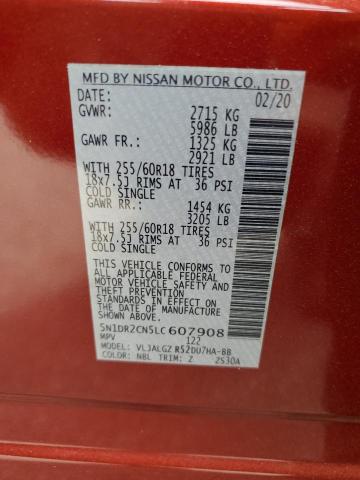 MFD BY NISSAN MOTOR CO., LTD.
DATE: 02/20
GVWR: 2715 KG
5986 LB
GAWR FR.: 1325 KG
2921 LB
WITH 255/60R18 TIRES
18x7.5J RIMS AT 36 PSI
COLD SINGLE
GAWR RR.: 1454 KG
3205 LB
WITH 255/60R18 TIRES
18x7.5J RIMS AT 36 PSI
COLD SINGLE
THIS VEHICLE CONFORMS TO
ALL APPLICABLE FEDERAL
MOTOR VEHICLE SAFETY
STANDARDS IN EFFECT ON THE
DATE OF MANUFACTURE
SHOWN ABOVE.
5N1DR2CN5LC607908
MPV 122
MODEL: VLJALGZ R52DU7HA-BB
COLOR: NBL TRIM: Z 2S30A